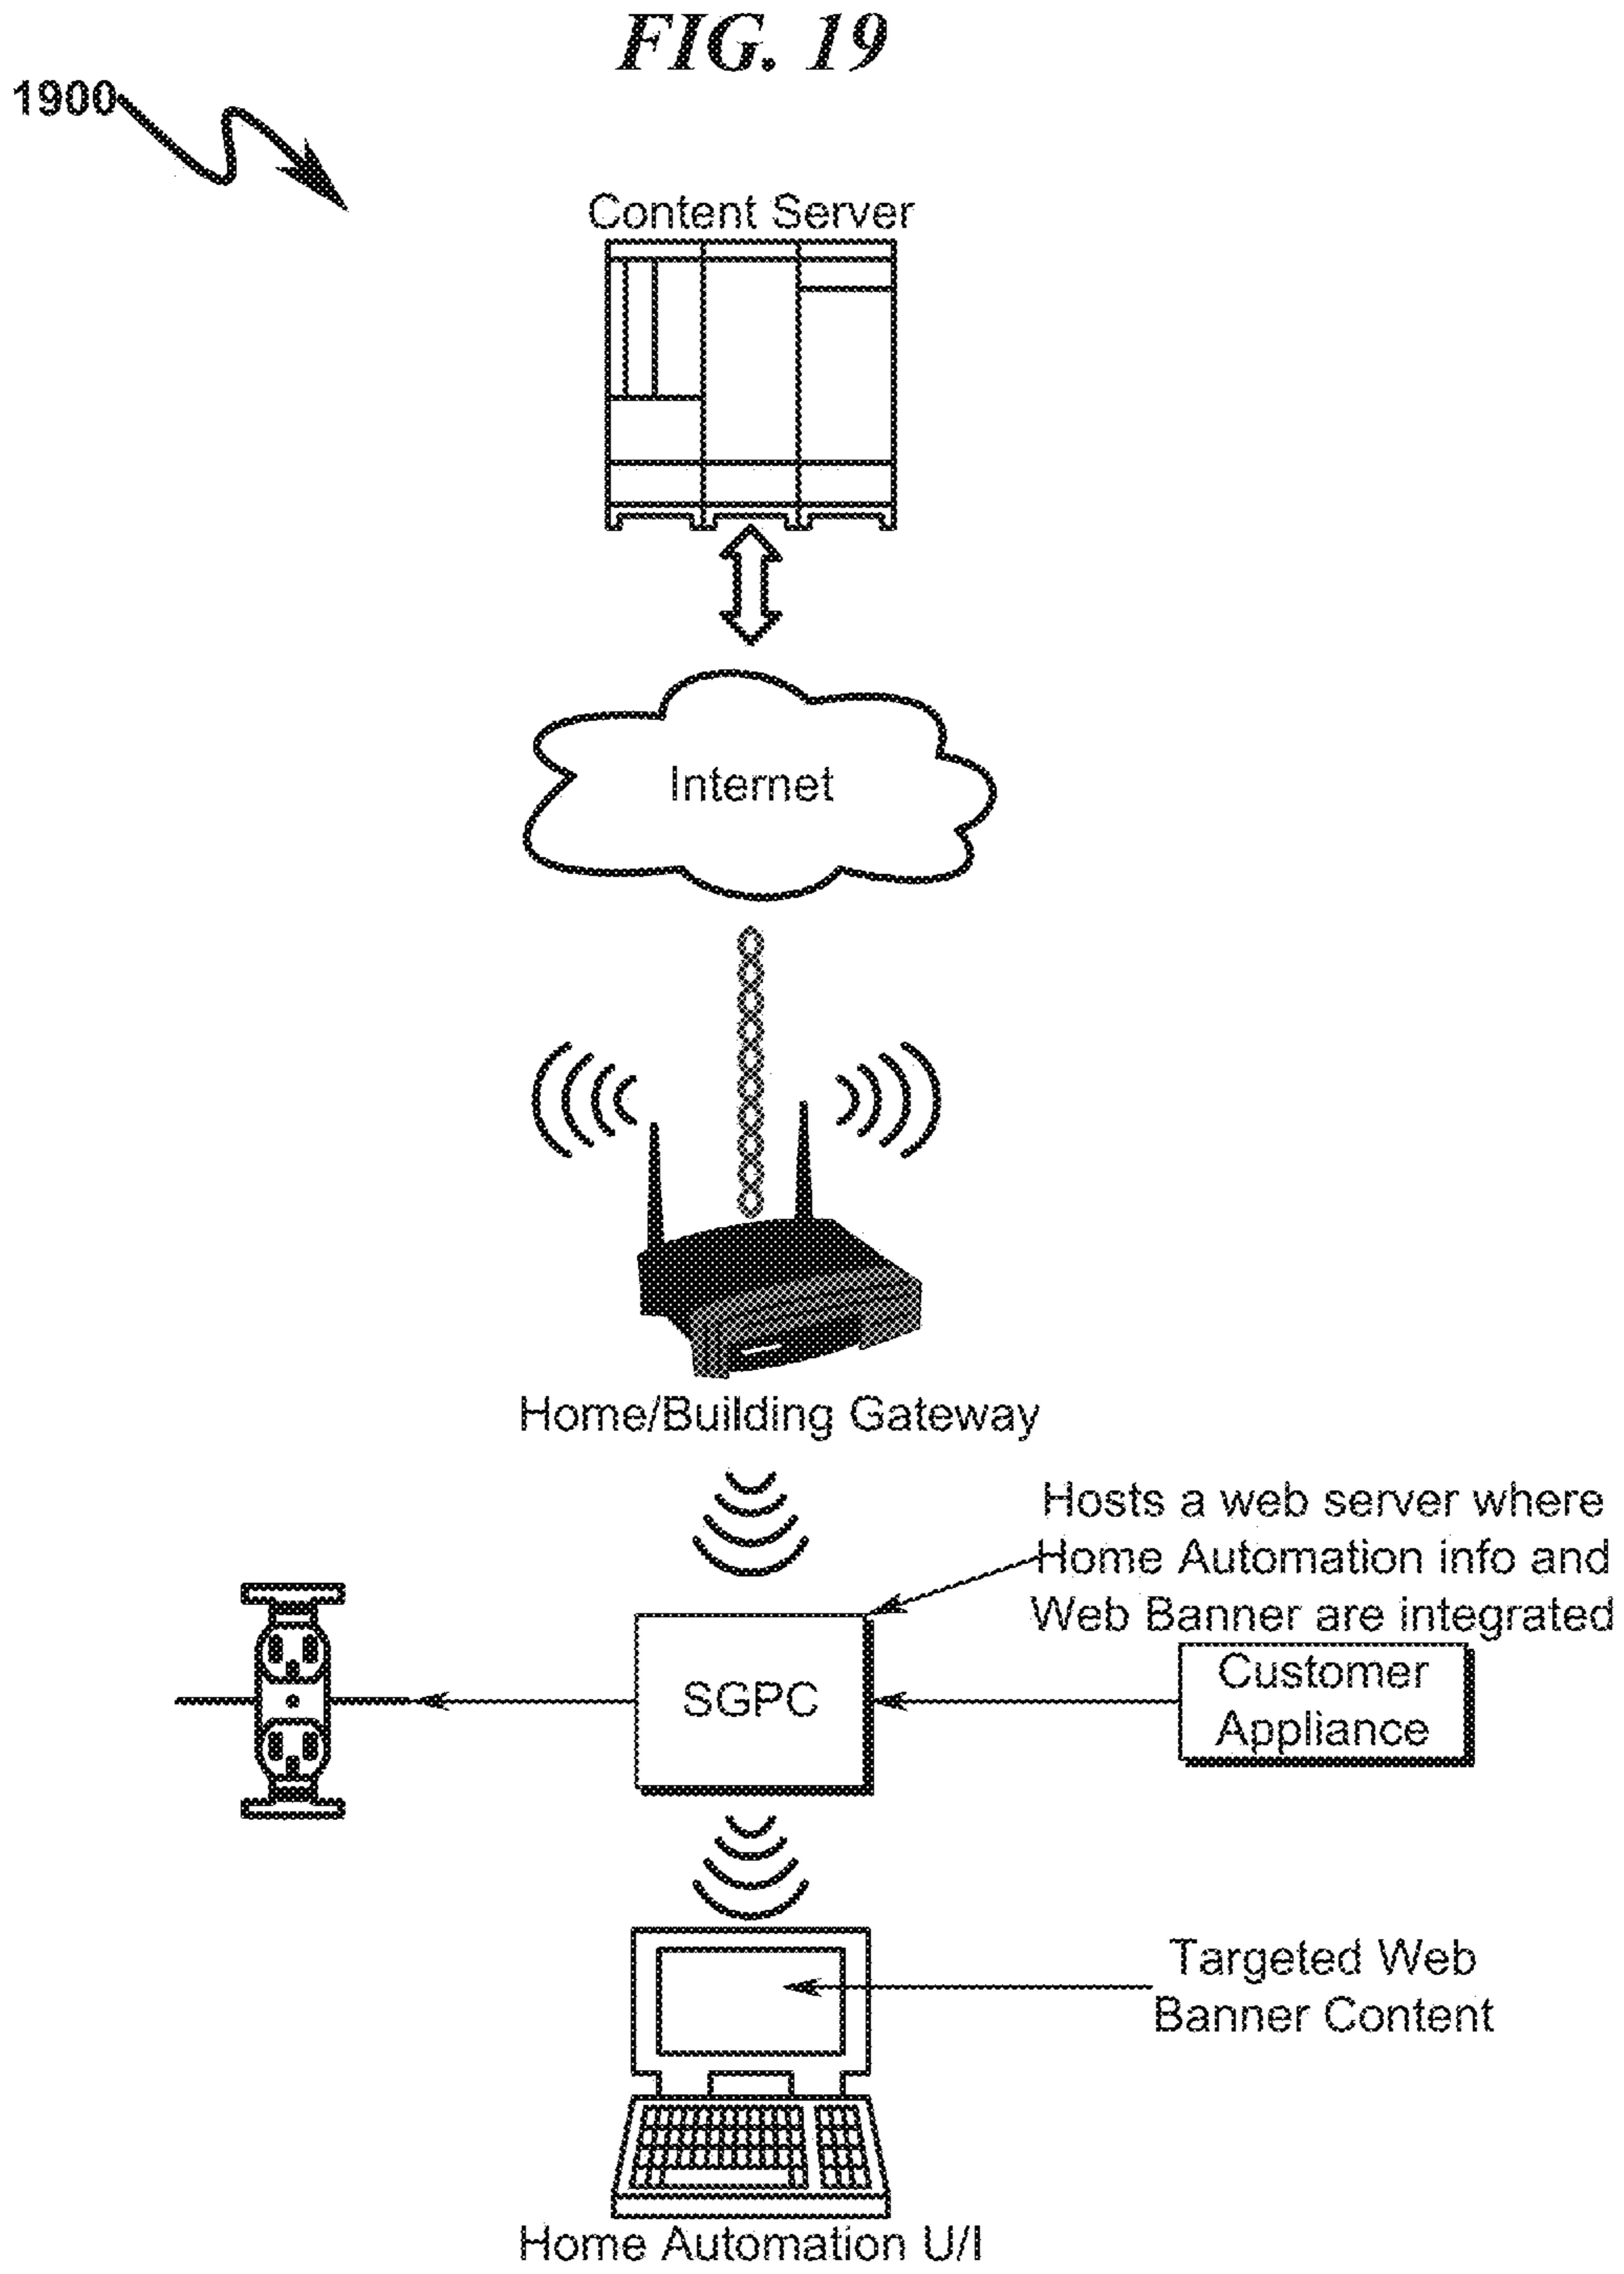 FIG. 19
1900
Content Server
Internet
Home/Building Gateway
Hosts a web server where
Home Automation info and
Web Banner are integrated
SGPC
Customer
Appliance
Targeted Web
Banner Content
Home Automation U/I